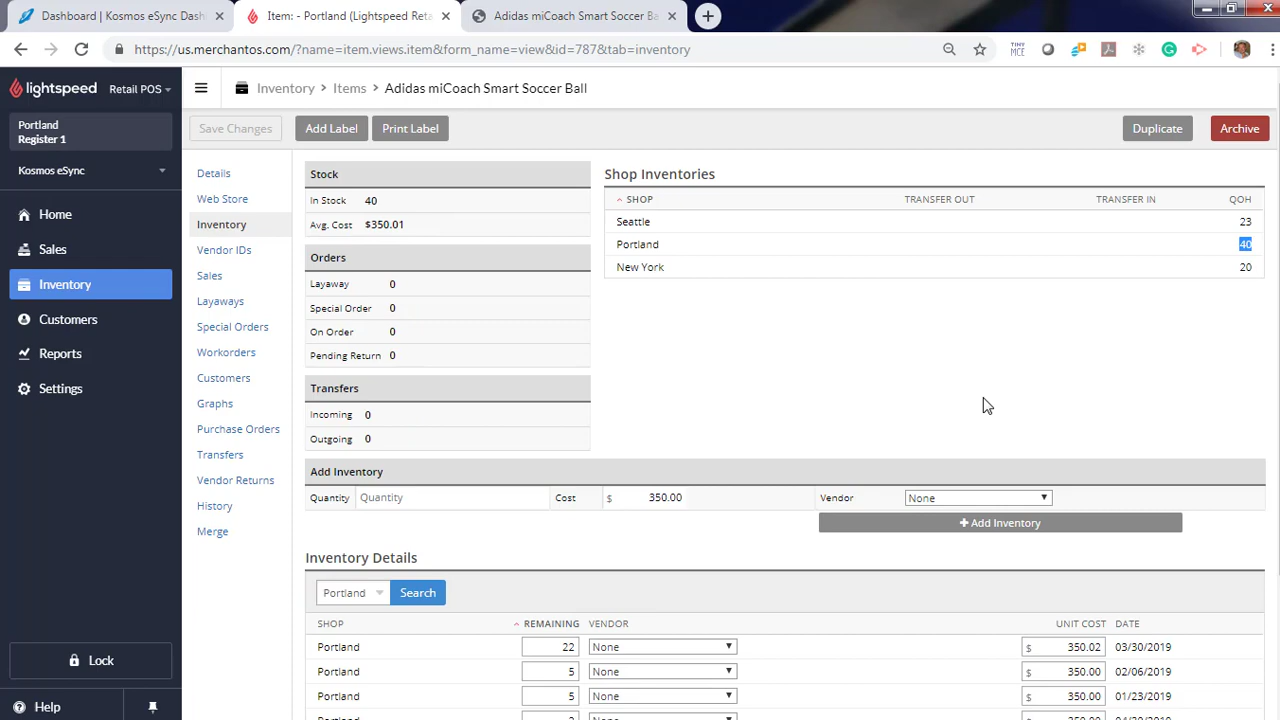 Dashboard | Kosmos eSync Dash
Item: - Portland (Lightspeed Reta
Adidas miCoach Smart Soccer Ba
https://us.merchantos.com/?name=item.views.item&form_name=view&id=787&tab=inventory
TINY
MCE
lightspeed Retail POS
Inventory > Items > Adidas miCoach Smart Soccer Ball
Portland
Register 1
Kosmos eSync
Home
Sales
Inventory
Customers
Reports
Settings
Lock
Help
Save Changes Add Label Print Label Duplicate Archive
Details
Web Store
Inventory
Vendor IDs
Sales
Layaways
Special Orders
Workorders
Customers
Graphs
Purchase Orders
Transfers
Vendor Returns
History
Merge
Stock
In Stock 40
Avg. Cost $350.01
Orders
Layaway 0
Special Order 0
On Order 0
Pending Return 0
Transfers
Incoming 0
Outgoing 0
Shop Inventories
SHOP TRANSFER OUT TRANSFER IN QOH
Seattle 23
Portland 40
New York 20
Add Inventory
Quantity Quantity Cost $ 350.00 Vendor None
+ Add Inventory
Inventory Details
Portland Search
SHOP REMAINING VENDOR UNIT COST DATE
Portland 22 None $ 350.02 03/30/2019
Portland 5 None $ 350.00 02/06/2019
Portland 5 None $ 350.00 01/23/2019